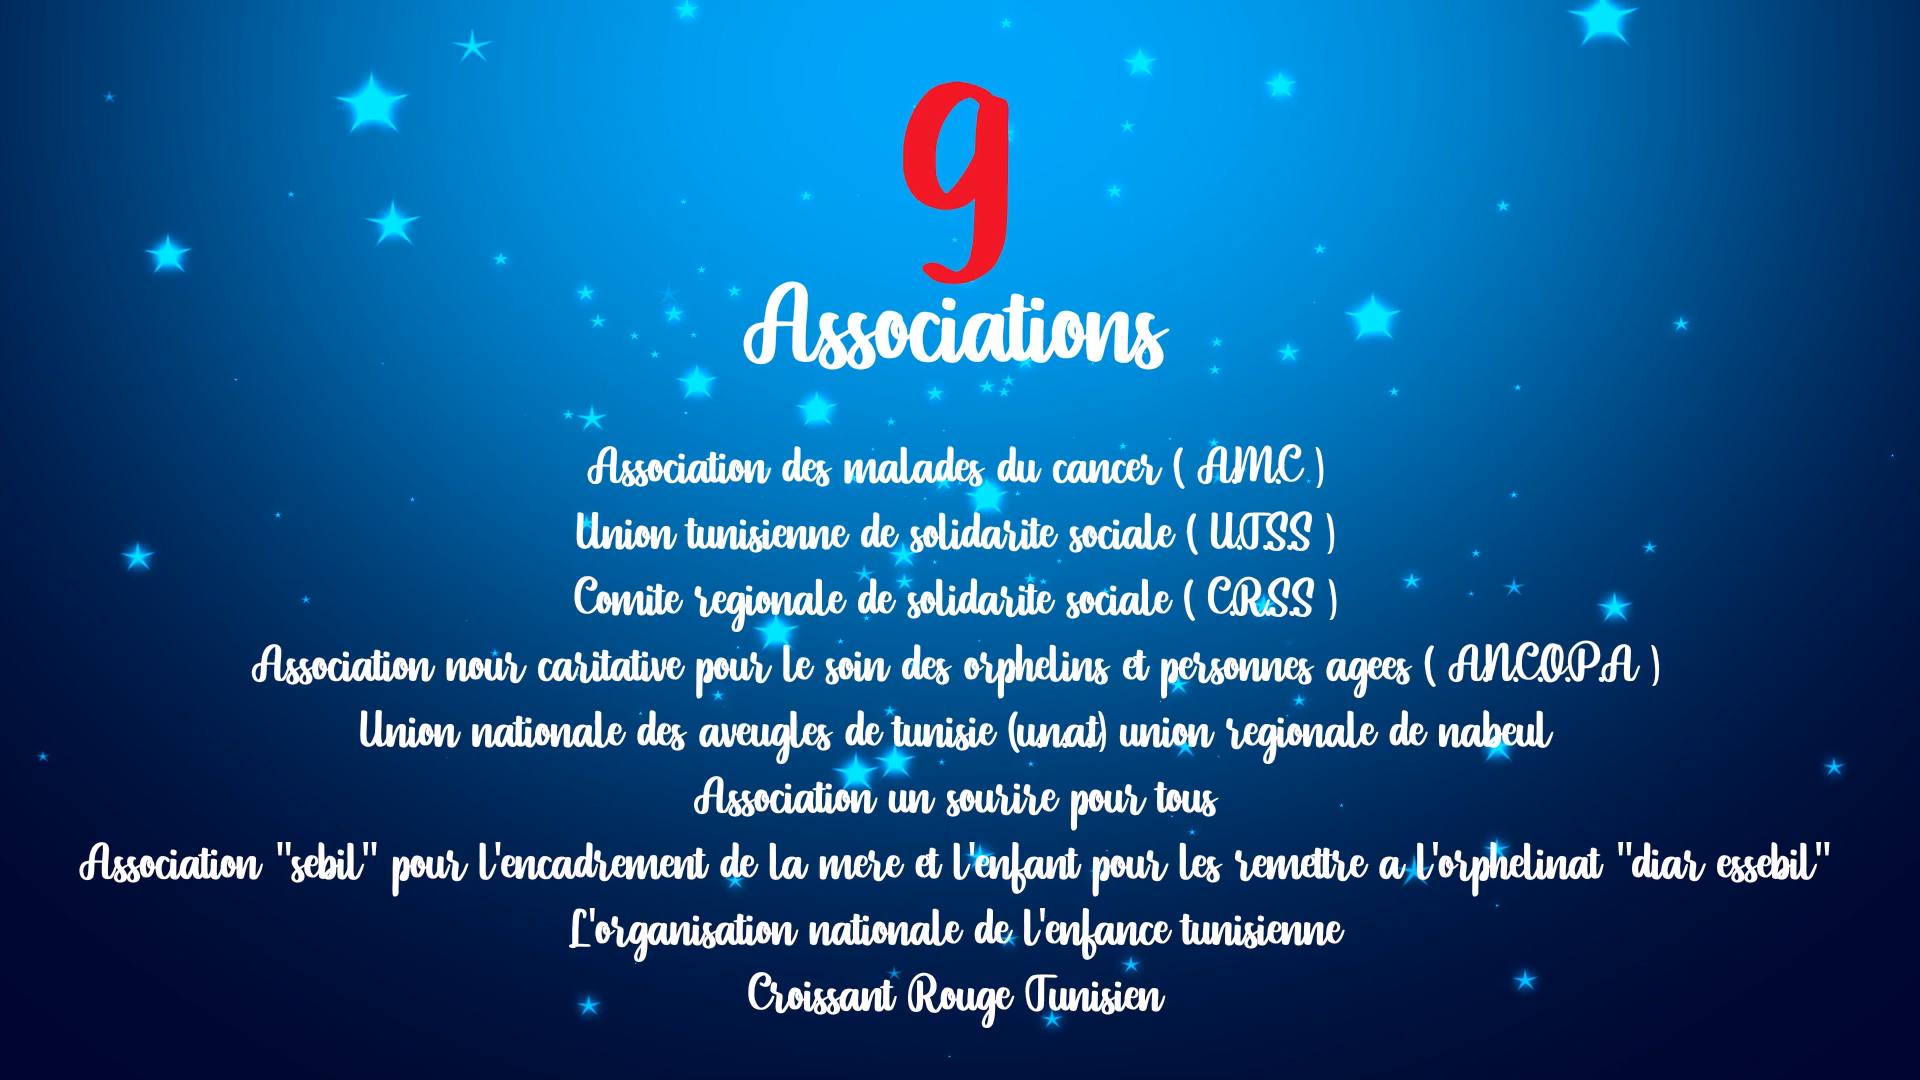 9
Associations
Association des malades du cancer ( A.M.C )
Union tunisienne de solidarite sociale ( U.T.S.S )
Comite regionale de solidarite sociale ( C.R.S.S )
Association nour caritative pour le soin des orphelins et personnes agees ( A.N.C.O.P.A )
Union nationale des aveugles de tunisie (u.n.a.t) union regionale de nabeul
Association un sourire pour tous
Association "sebil" pour l'encadrement de la mere et l'enfant pour les remettre a l'orphelinat "diar essebil"
L'organisation nationale de l'enfance tunisienne
Croissant Rouge Tunisien